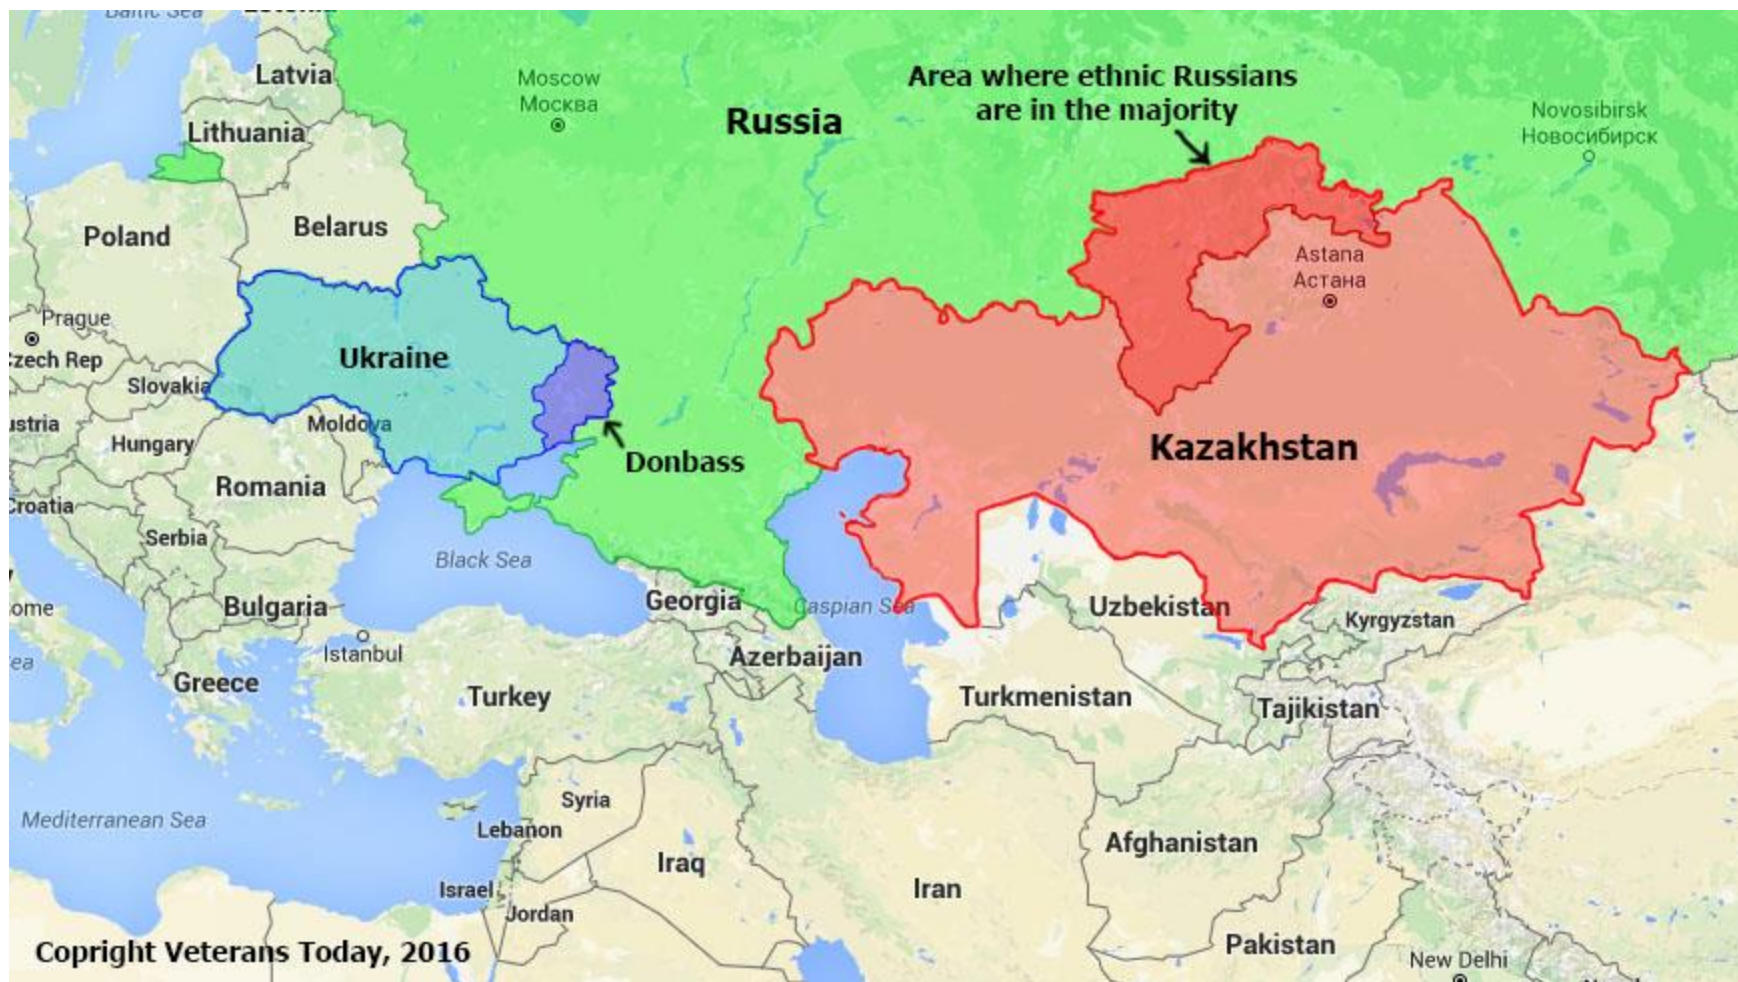 Baltic Sea
Latvia
Lithuania
Moscow
Москва
Russia
Area where ethnic Russians
are in the majority
Novosibirsk
Новосибирск
Poland
Belarus
Astana
Астана
Prague
Czech Rep
Ukraine
Slovakia
Moldova
Hungary
Donbass
Kazakhstan
Romania
Croatia
Serbia
Black Sea
Georgia
Caspian Sea
Uzbekistan
Kyrgyzstan
Bulgaria
Istanbul
Azerbaijan
Greece
Turkey
Turkmenistan
Tajikistan
Syria
Mediterranean Sea
Lebanon
Afghanistan
Iraq
Israel
Iran
Jordan
Pakistan
New Delhi
Copright Veterans Today, 2016